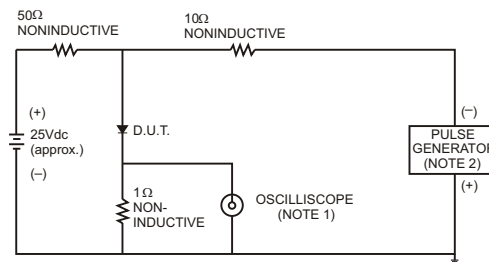 50Ω
NONINDUCTIVE
10Ω
NONINDUCTIVE
(+)
25Vdc
(approx.)
(–)
D.U.T.
1Ω
NON-
INDUCTIVE
OSCILLISCOPE
(NOTE 1)
(–)
PULSE
GENERATOR
(NOTE 2)
(+)